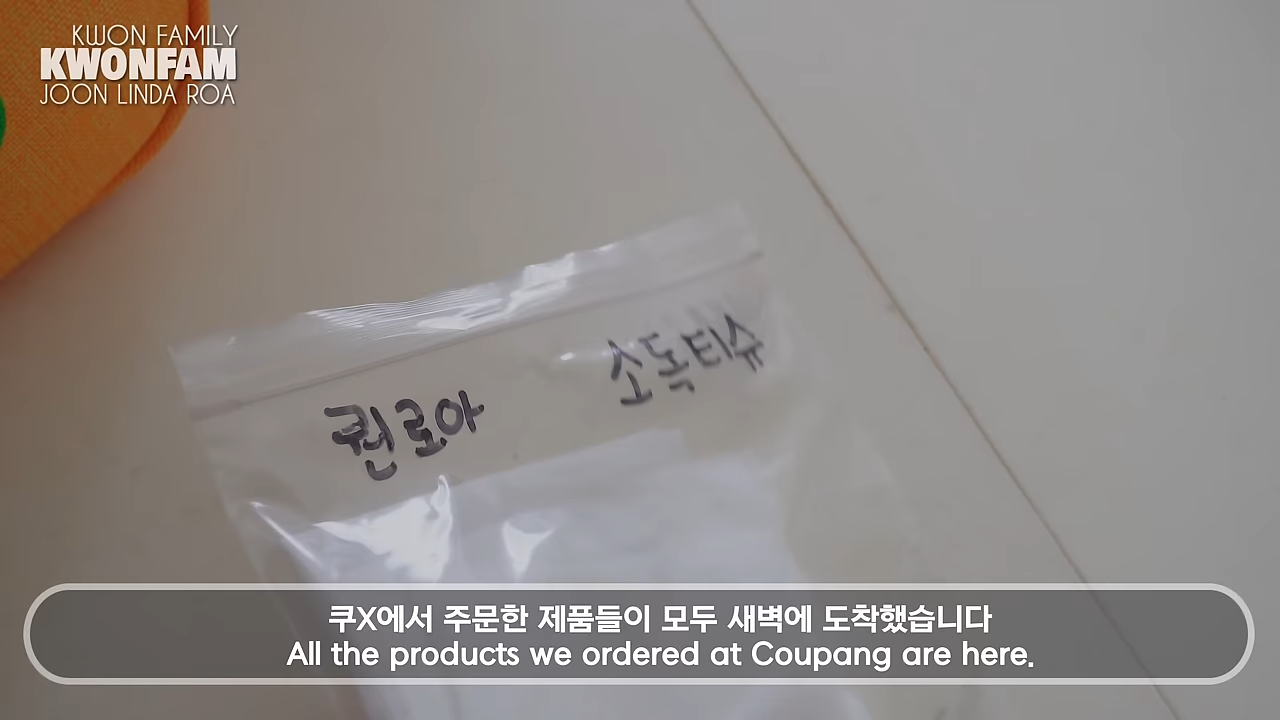 KWON FAMILY
KWONFAM
JOON LINDA ROA
권로아 소독티슈
쿠X에서 주문한 제품들이 모두 새벽에 도착했습니다
All the products we ordered at Coupang are here.